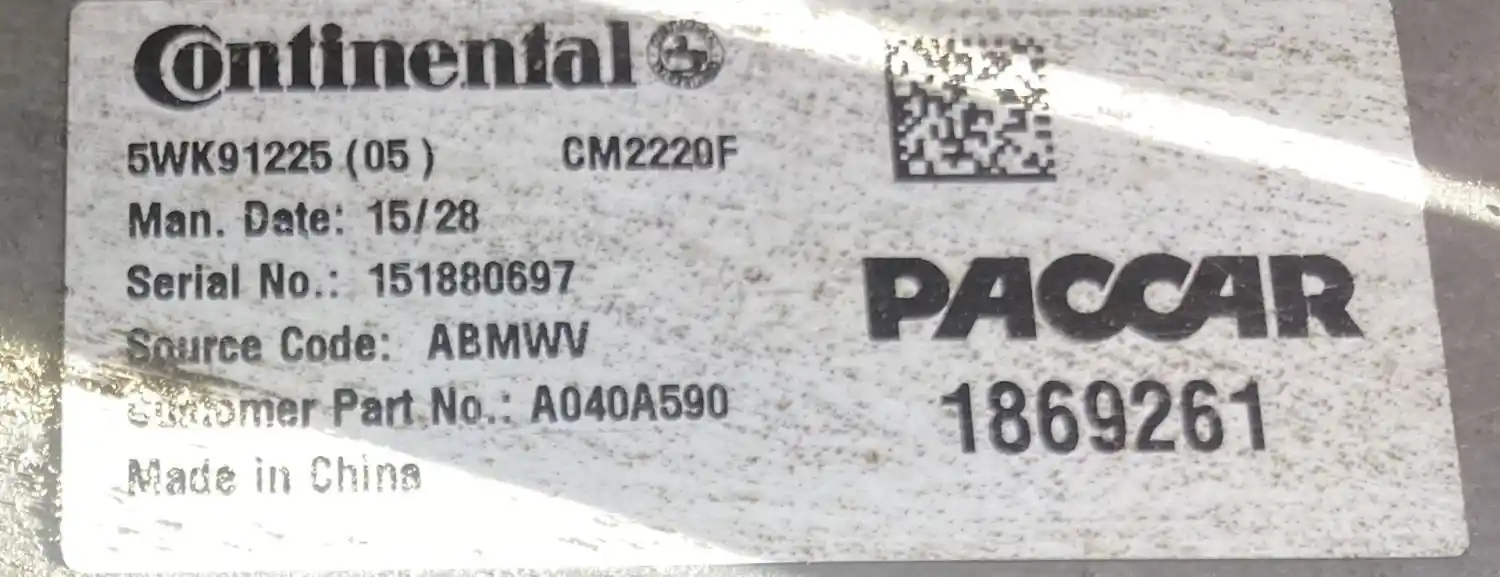 Continental
5WK91225 (05 ) CM2220F
Man. Date: 15/28
Serial No.: 151880697
Source Code: ABMWV
Customer Part No.: A040A590
Made in China
PACCAR
1869261